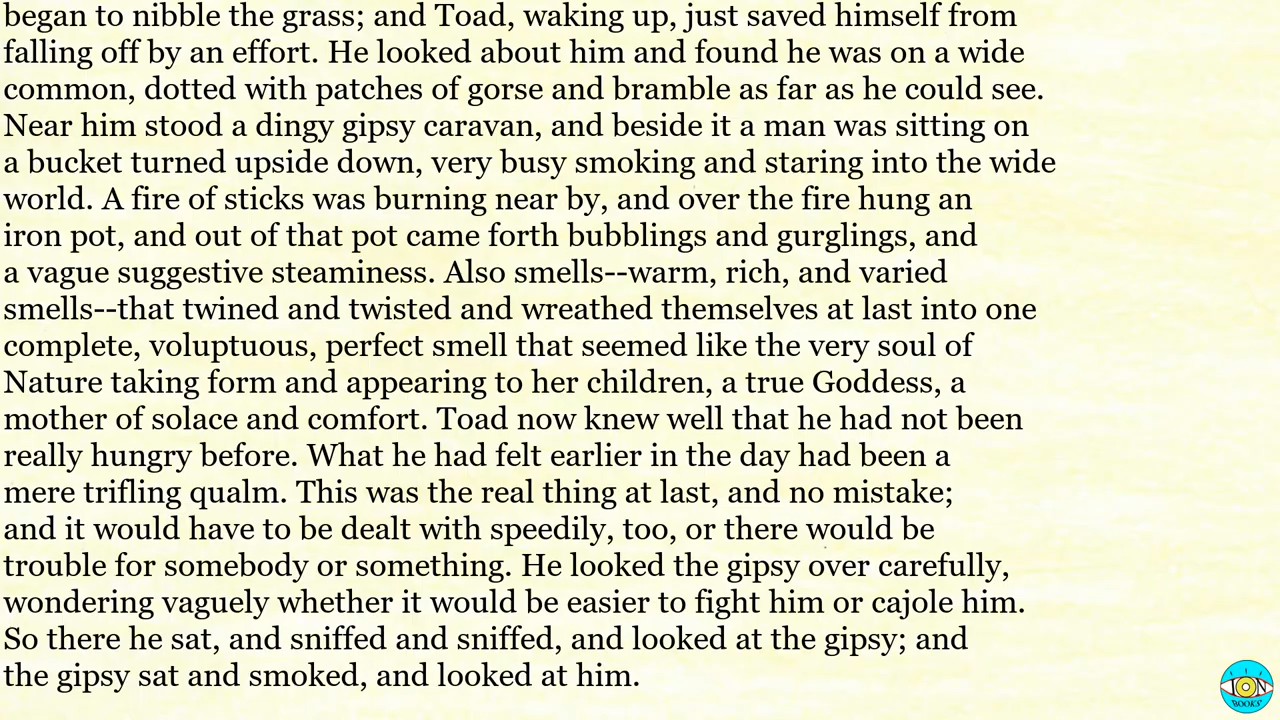 began to nibble the grass; and Toad, waking up, just saved himself from
falling off by an effort. He looked about him and found he was on a wide
common, dotted with patches of gorse and bramble as far as he could see.
Near him stood a dingy gipsy caravan, and beside it a man was sitting on
a bucket turned upside down, very busy smoking and staring into the wide
world. A fire of sticks was burning near by, and over the fire hung an
iron pot, and out of that pot came forth bubblings and gurglings, and
a vague suggestive steaminess. Also smells--warm, rich, and varied
smells--that twined and twisted and wreathed themselves at last into one
complete, voluptuous, perfect smell that seemed like the very soul of
Nature taking form and appearing to her children, a true Goddess, a
mother of solace and comfort. Toad now knew well that he had not been
really hungry before. What he had felt earlier in the day had been a
mere trifling qualm. This was the real thing at last, and no mistake;
and it would have to be dealt with speedily, too, or there would be
trouble for somebody or something. He looked the gipsy over carefully,
wondering vaguely whether it would be easier to fight him or cajole him.
So there he sat, and sniffed and sniffed, and looked at the gipsy; and
the gipsy sat and smoked, and looked at him.
ION
BOOKS